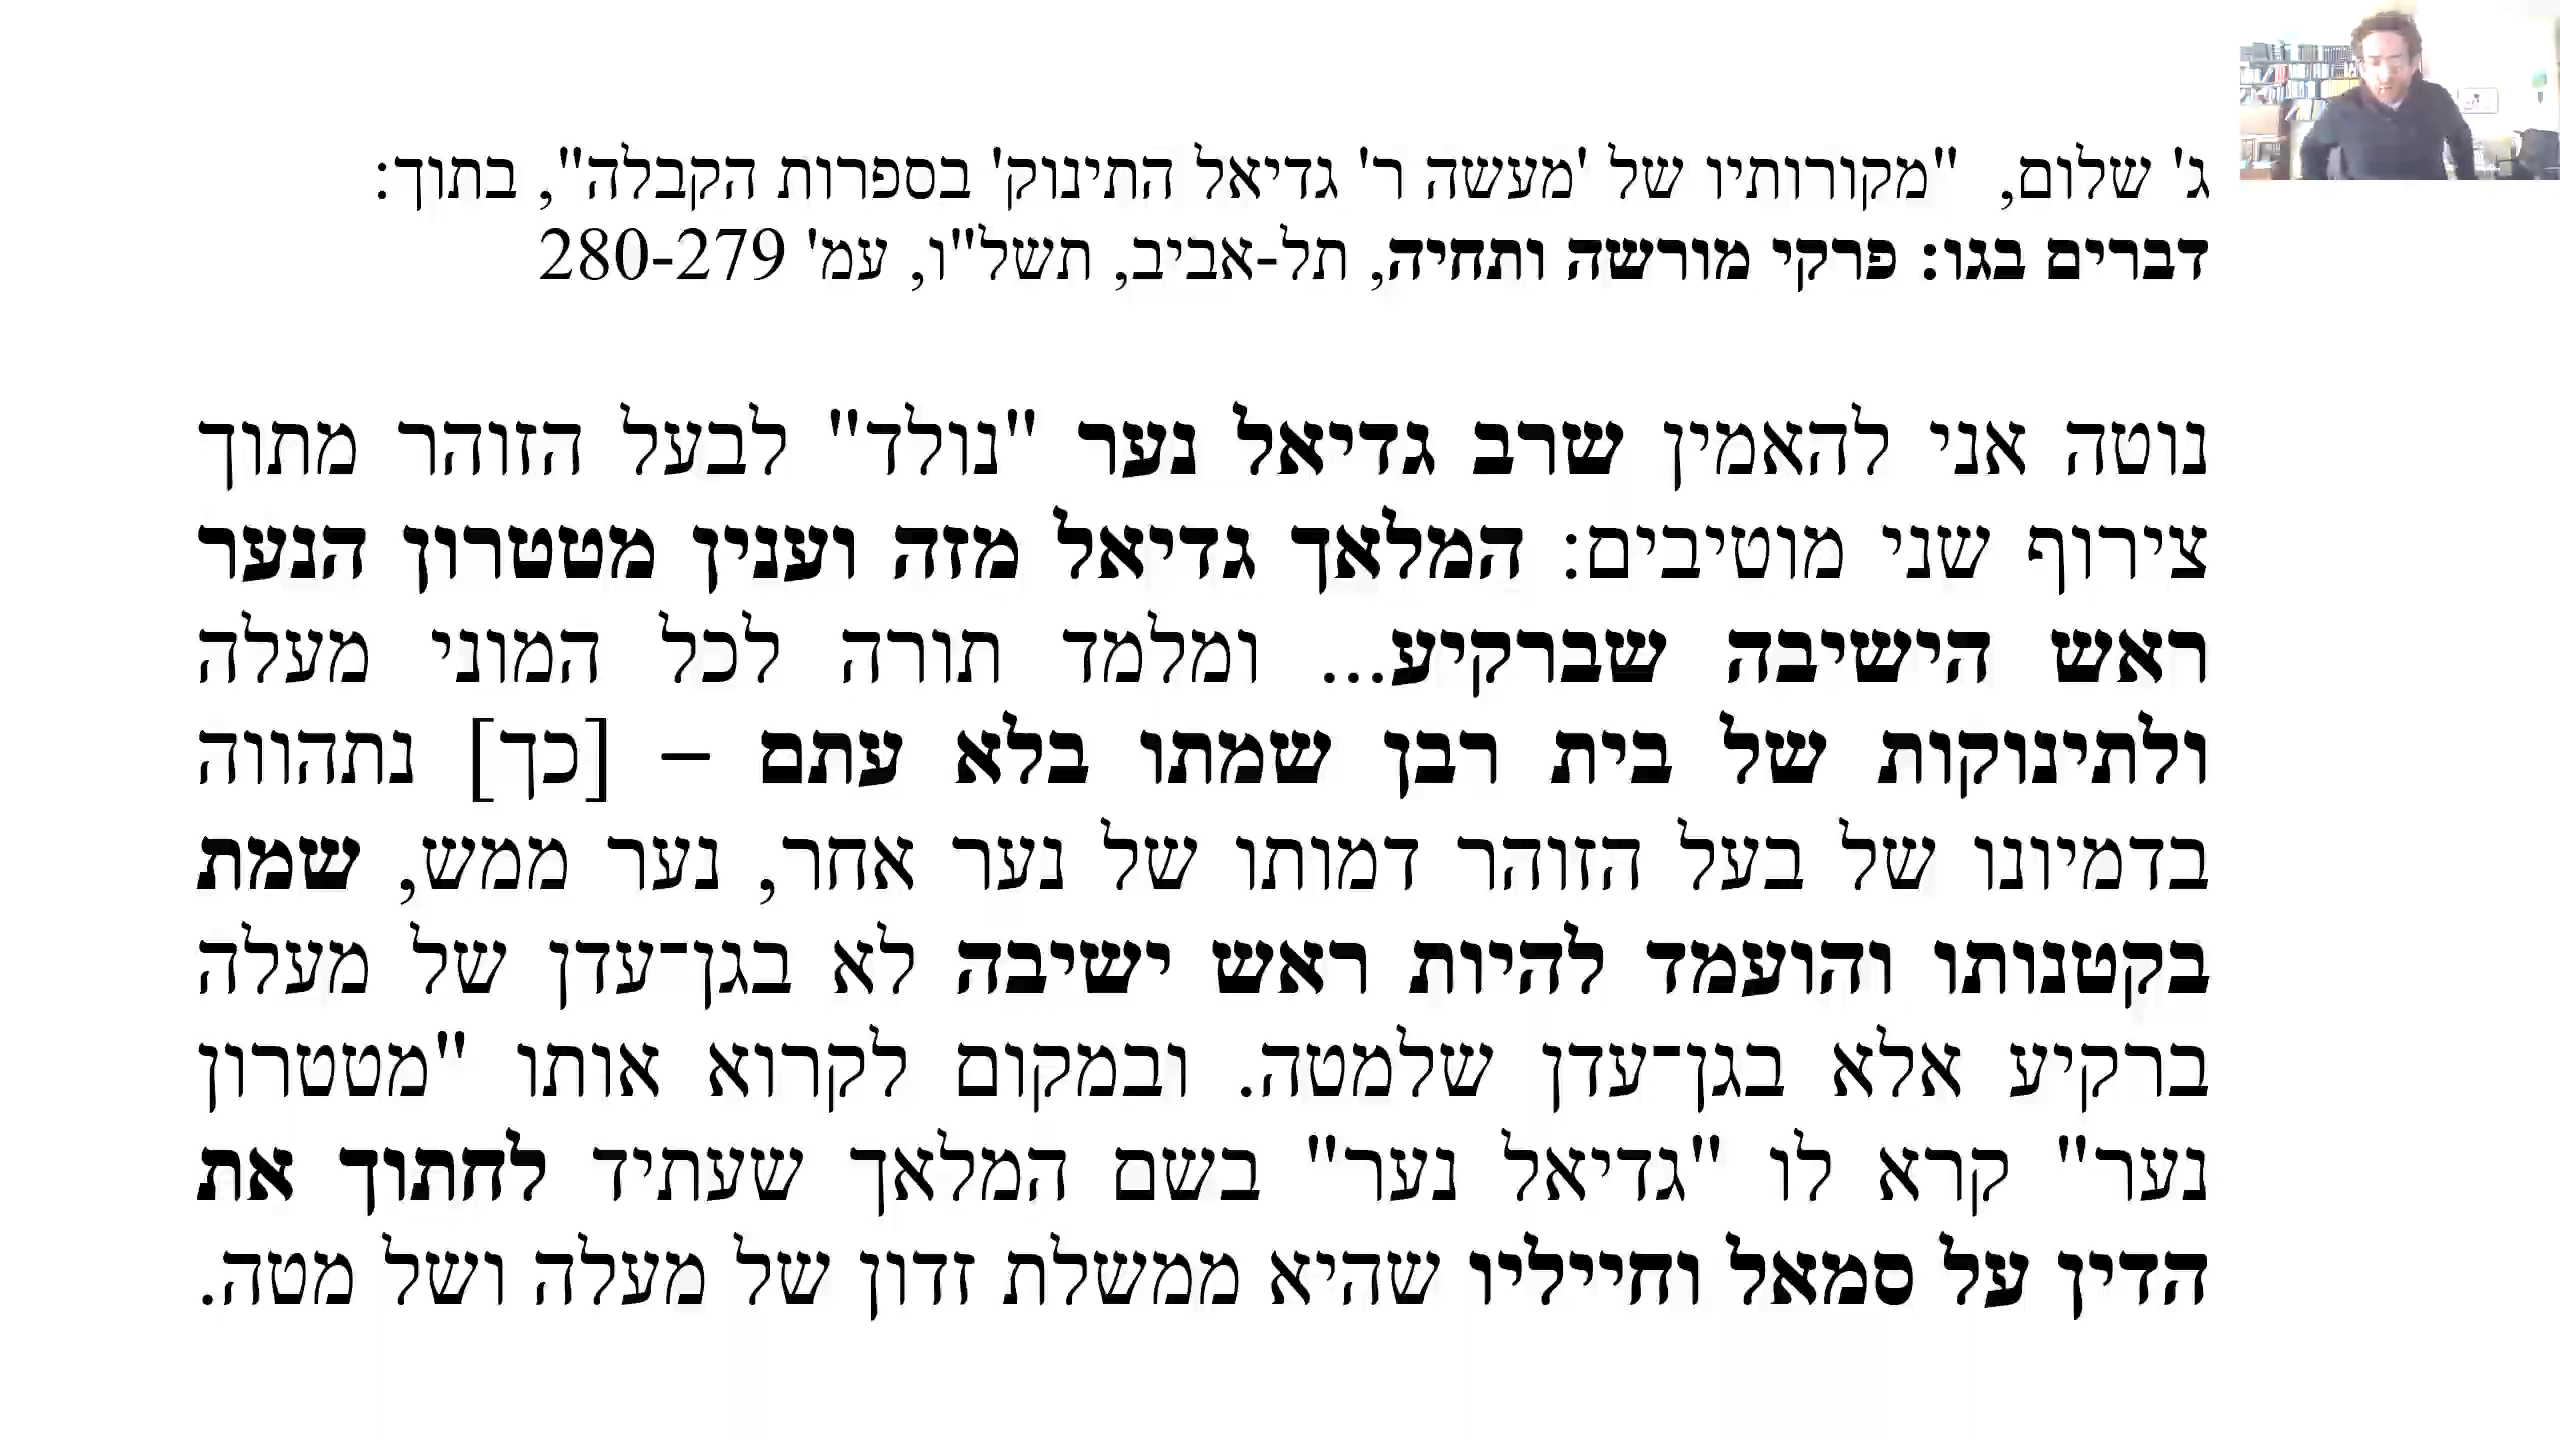 ג' שלום, "מקורותיו של 'מעשה ר' גדיאל התינוק' בספרות הקבלה", בתוך:
דברים בגו: פרקי מורשה ותחיה, תל-אביב, תשל"ו, עמ' 280-279
נוטה אני להאמין שרב גדיאל נער "נולד" לבעל הזוהר מתוך
צירוף שני מוטיבים: המלאך גדיאל מזה וענין מטטרון הנער
ראש הישיבה שברקיע... ומלמד תורה לכל המוני מעלה
ולתינוקות של בית רבן שמתו בלא עתם – [כך] נתהווה
בדמיונו של בעל הזוהר דמותו של נער אחר, נער ממש, שמת
בקטנותו והועמד להיות ראש ישיבה לא בגן־עדן של מעלה
ברקיע אלא בגן־עדן שלמטה. ובמקום לקרוא אותו "מטטרון
נער" קרא לו "גדיאל נער" בשם המלאך שעתיד לחתוך את
הדין על סמאל וחייליו שהיא ממשלת זדון של מעלה ושל מטה.